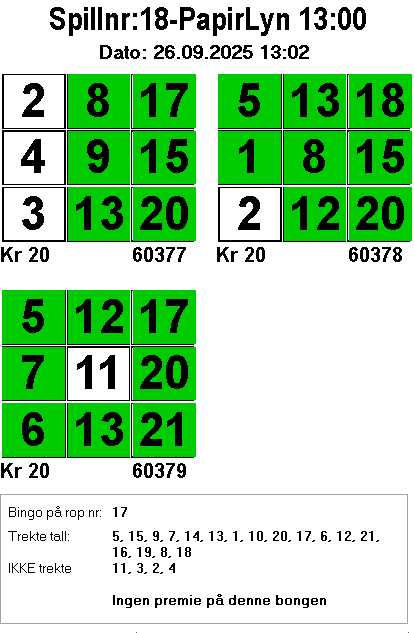 Spillnr:18-PapirLyn 13:00
Dato: 26.09.2025 13:02
2 8 17 5 13 18
4 9 15 1 8 15
3 13 20 2 12 20
Kr 20 60377 Kr 20 60378
5 12 17
7 11 20
6 13 21
Kr 20 60379
Bingo på rop nr: 17
Trekte tall: 5, 15, 9, 7, 14, 13, 1, 10, 20, 17, 6, 12, 21,
16, 19, 8, 18
IKKE trekte 11, 3, 2, 4
Ingen premie på denne bongen